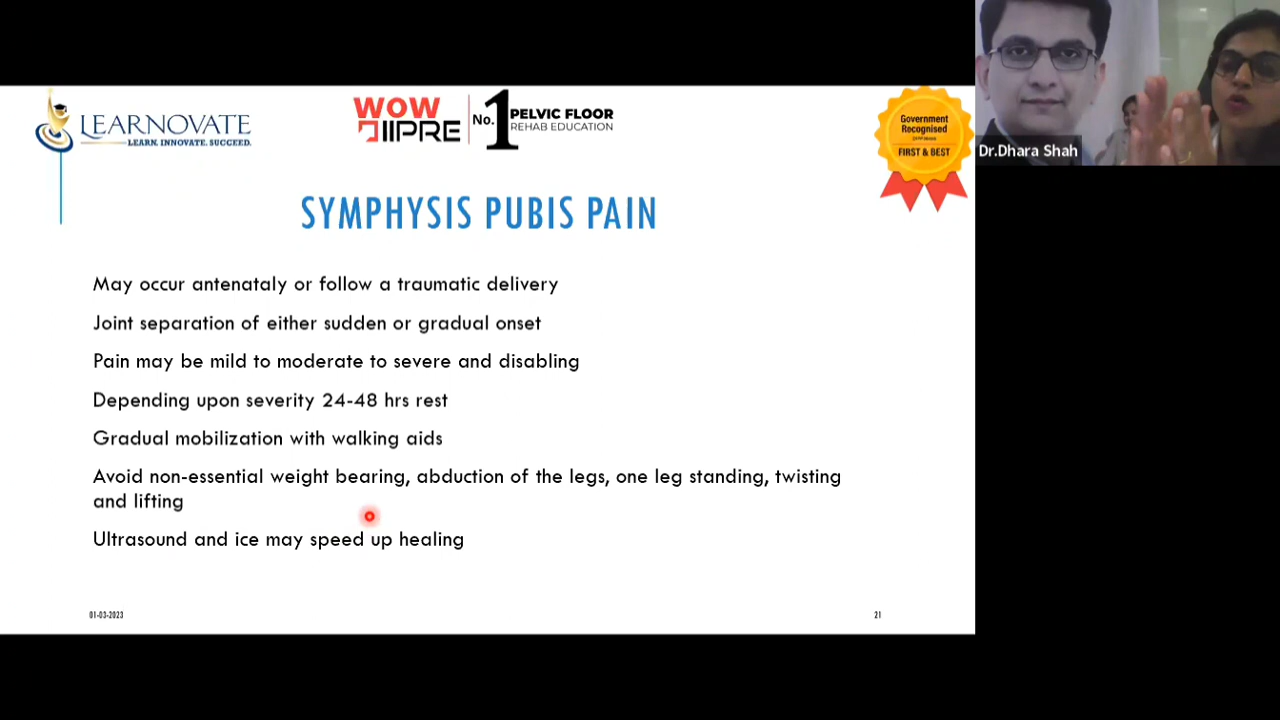 LEARNOVATE
LEARN. INNOVATE. SUCCEED.
WOW
IIPRE
No. 1 PELVIC FLOOR
REHAB EDUCATION
Government
Recognised
FIRST & BEST
Dr.Dhara Shah
SYMPHYSIS PUBIS PAIN
May occur antenataly or follow a traumatic delivery
Joint separation of either sudden or gradual onset
Pain may be mild to moderate to severe and disabling
Depending upon severity 24-48 hrs rest
Gradual mobilization with walking aids
Avoid non-essential weight bearing, abduction of the legs, one leg standing, twisting
and lifting
Ultrasound and ice may speed up healing
01-03-2023
21